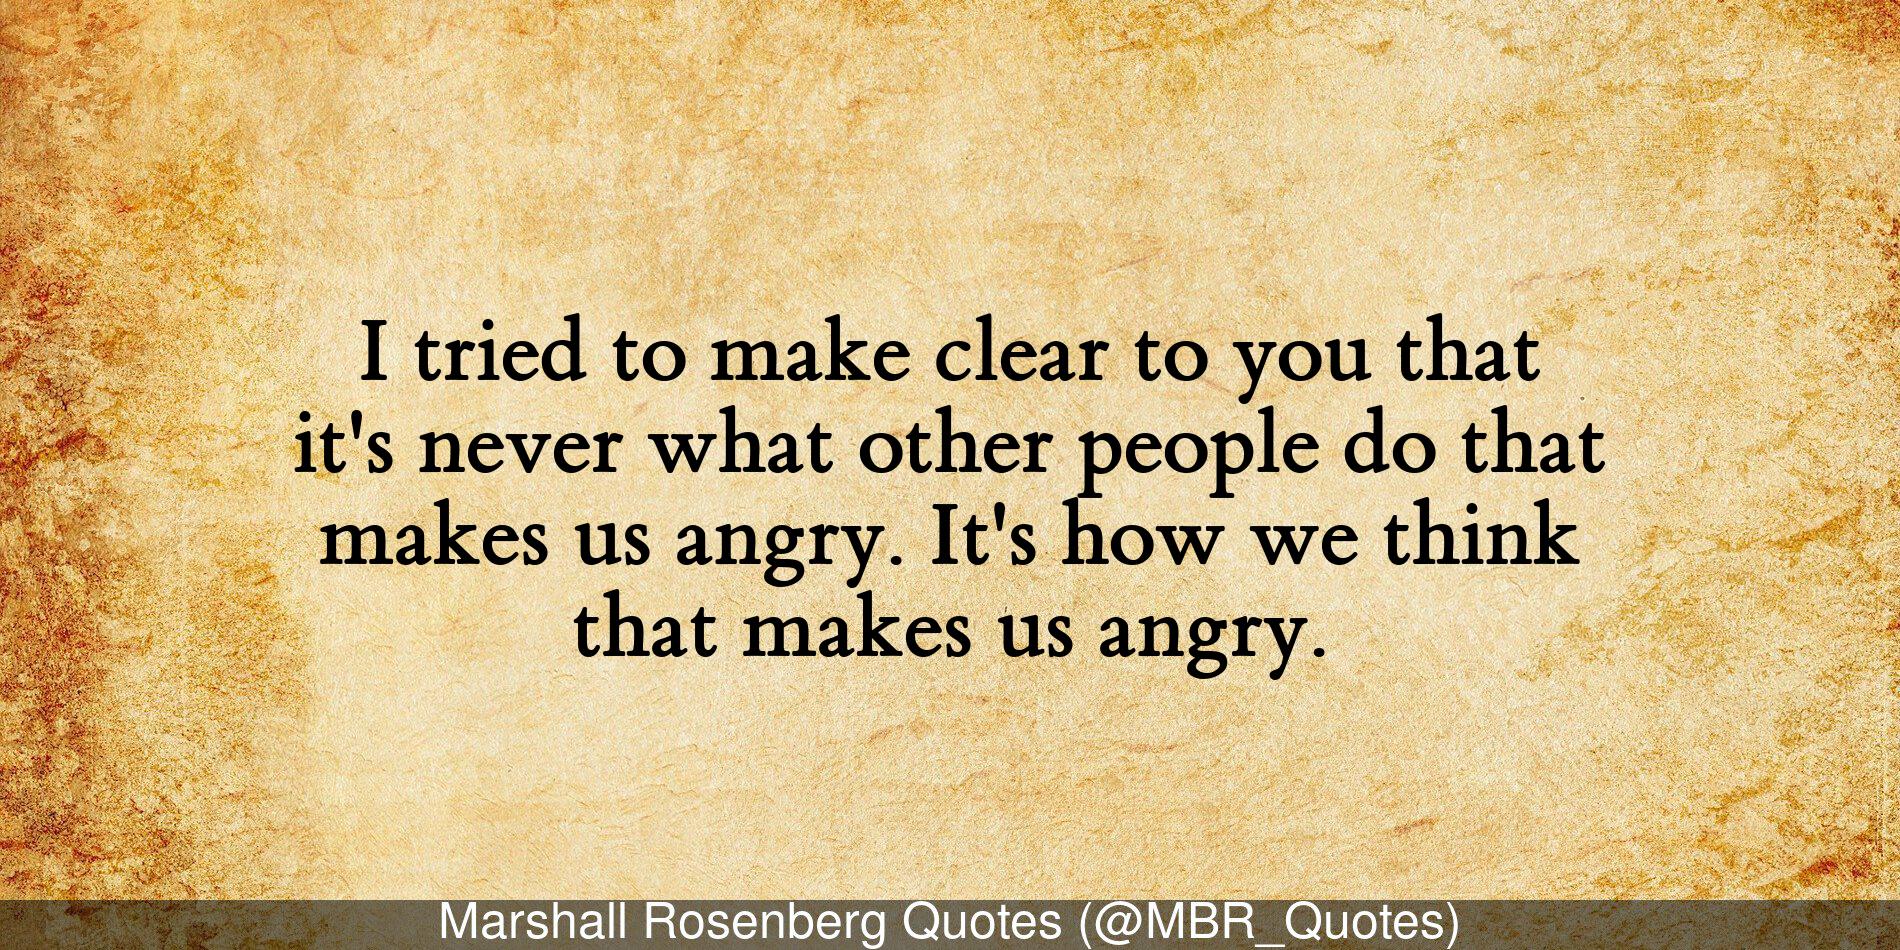 I tried to make clear to you that
it's never what other people do that
makes us angry. It's how we think
that makes us angry.
Marshall Rosenberg Quotes (@MBR_Quotes)